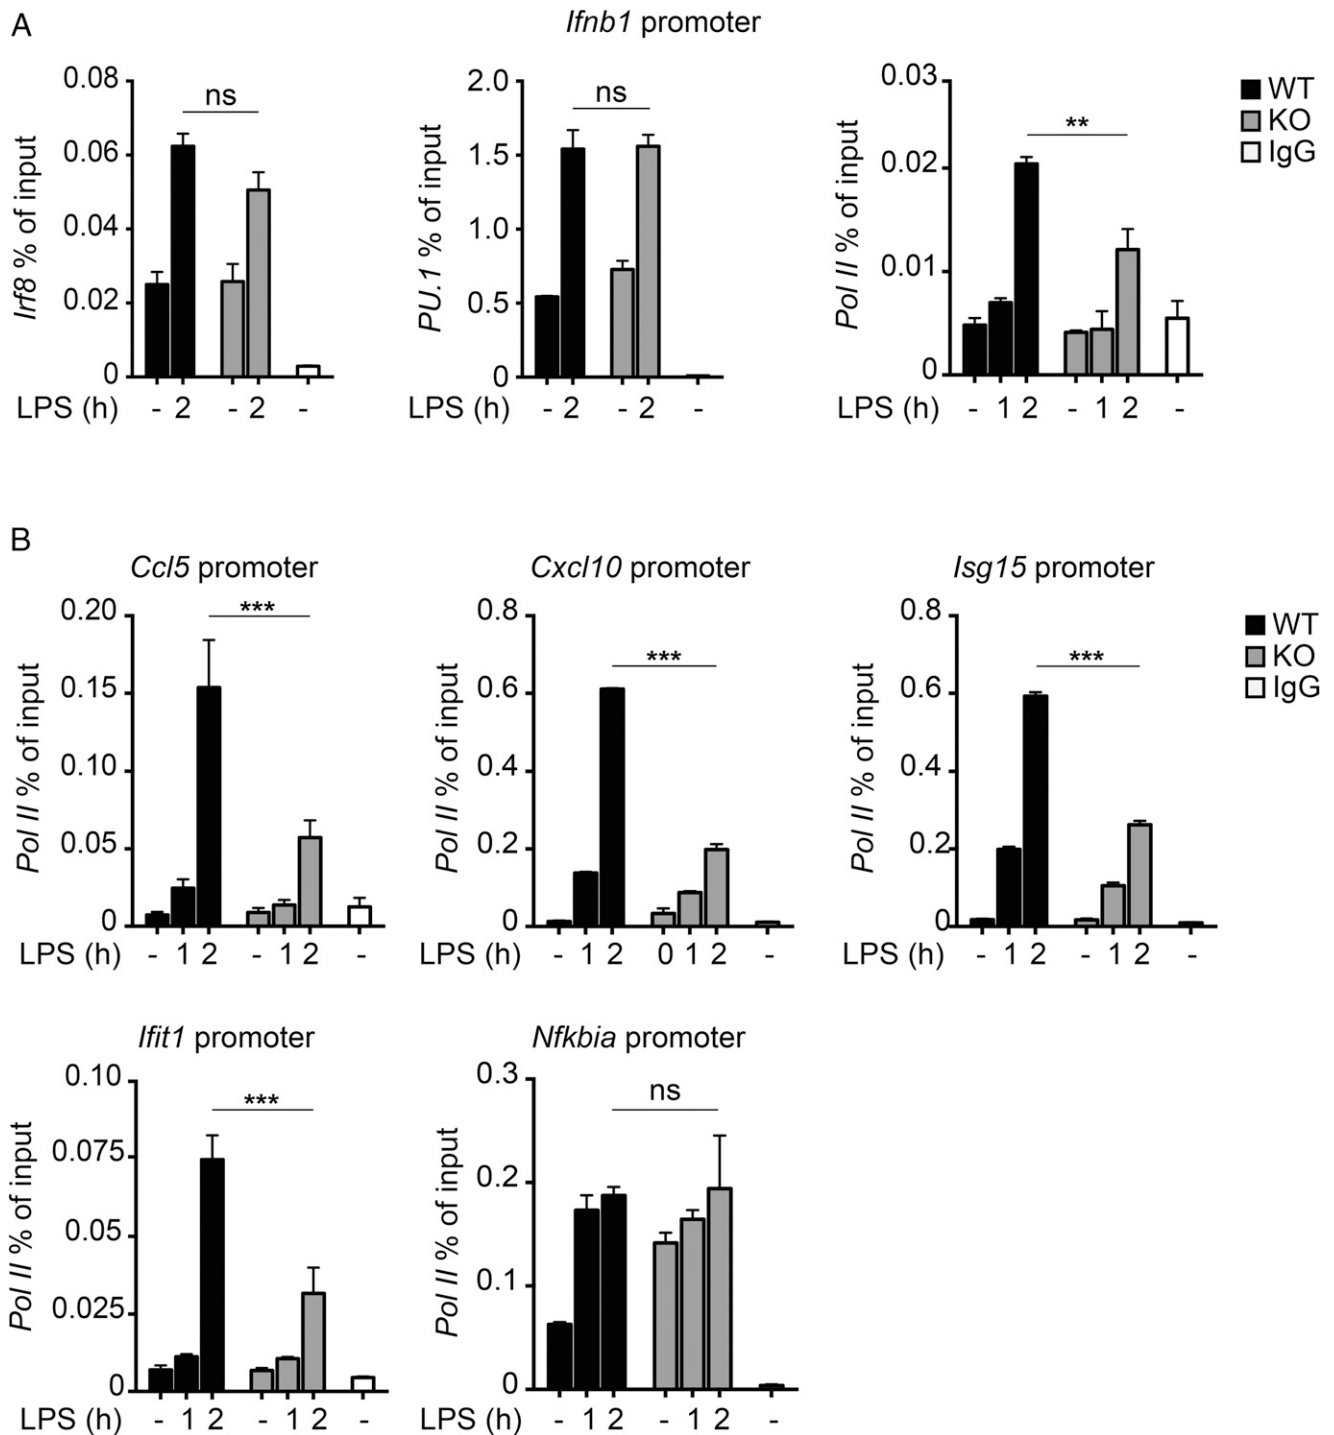 A
Ifnb1 promoter
Irf8 % of input
0.08
0.06
0.04
0.02
0
ns
LPS (h) - 2 - 2 -
PU.1 % of input
2.0
1.5
1.0
0.5
0
ns
- 2 - 2 -
Pol II % of input
0.03
0.02
0.01
0
**
LPS (h) - 1 2 - 1 2 -
WT
KO
IgG
B
Ccl5 promoter
Pol II % of input
0.20
0.15
0.10
0.05
0
***
LPS (h) - 1 2 - 1 2 -
Cxcl10 promoter
Pol II % of input
0.8
0.6
0.4
0.2
0
***
LPS (h) - 1 2 0 1 2 -
Isg15 promoter
Pol II % of input
0.8
0.6
0.4
0.2
0
***
LPS (h) - 1 2 - 1 2 -
WT
KO
IgG
Ifit1 promoter
Pol II % of input
0.10
0.075
0.05
0.025
0
***
LPS (h) - 1 2 - 1 2 -
Nfkbia promoter
Pol II % of input
0.3
0.2
0.1
0
ns
LPS (h) - 1 2 - 1 2 -